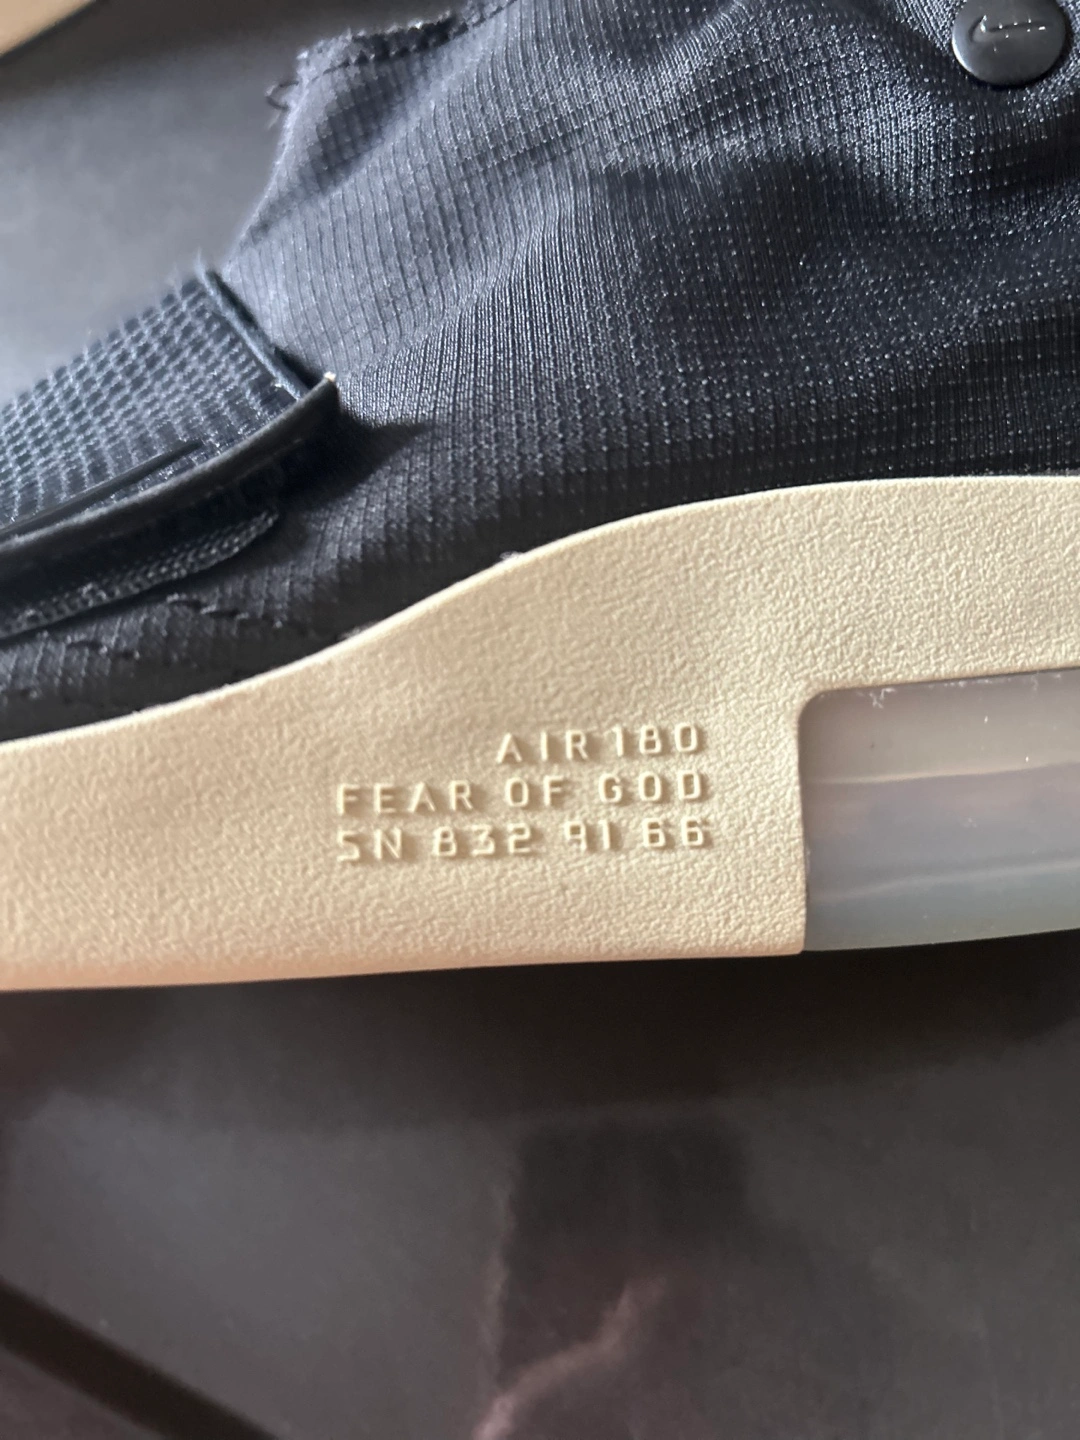 AIR 180
FEAR OF GOD
SN 832 91 66